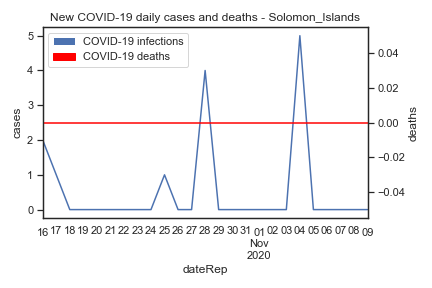 New COVID-19 daily cases and deaths - Solomon_Islands
COVID-19 infections
COVID-19 deaths
5
4
3
2
1
0
cases
0.04
0.02
0.00
−0.02
−0.04
deaths
16 17 18 19 20 21 22 23 24 25 26 27 28 29 30 31 01 02 03 04 05 06 07 08 09
Nov
2020
dateRep